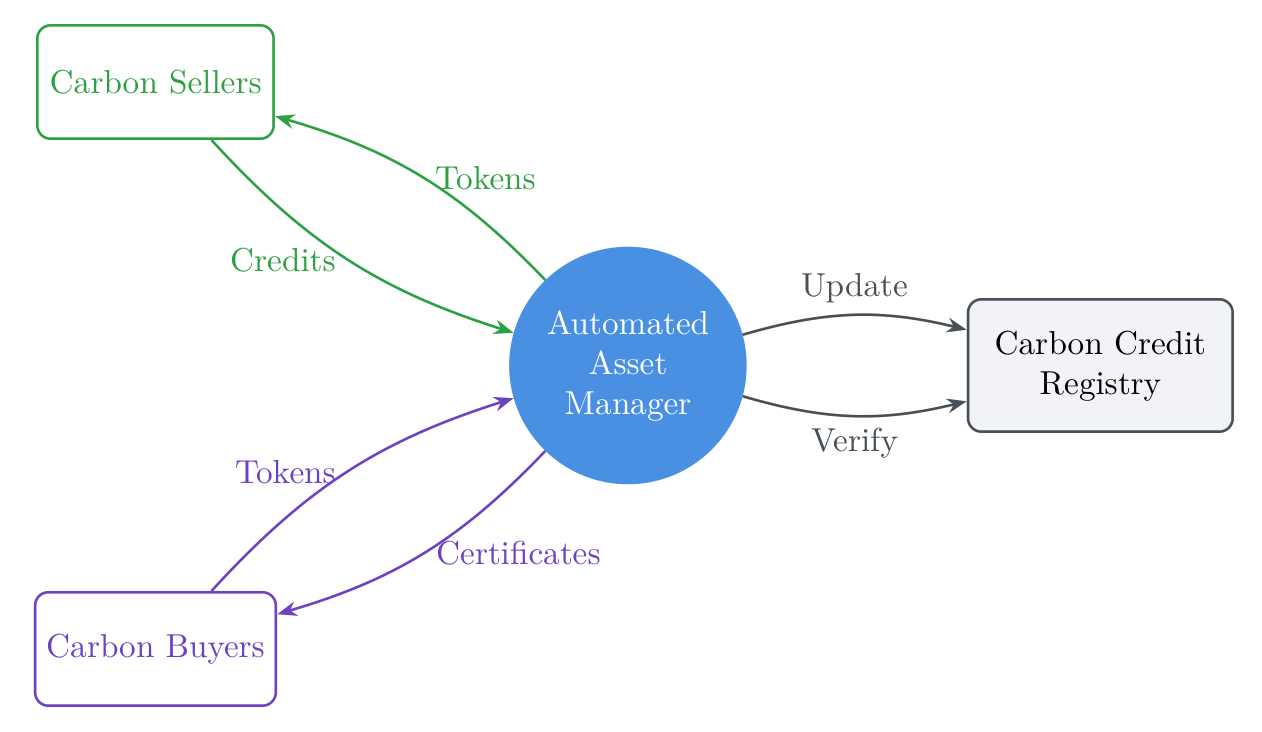 Carbon Sellers
Tokens
Credits
Update
Automated
Asset
Manager
Carbon Credit
Registry
Verify
Tokens
Certificates
Carbon Buyers